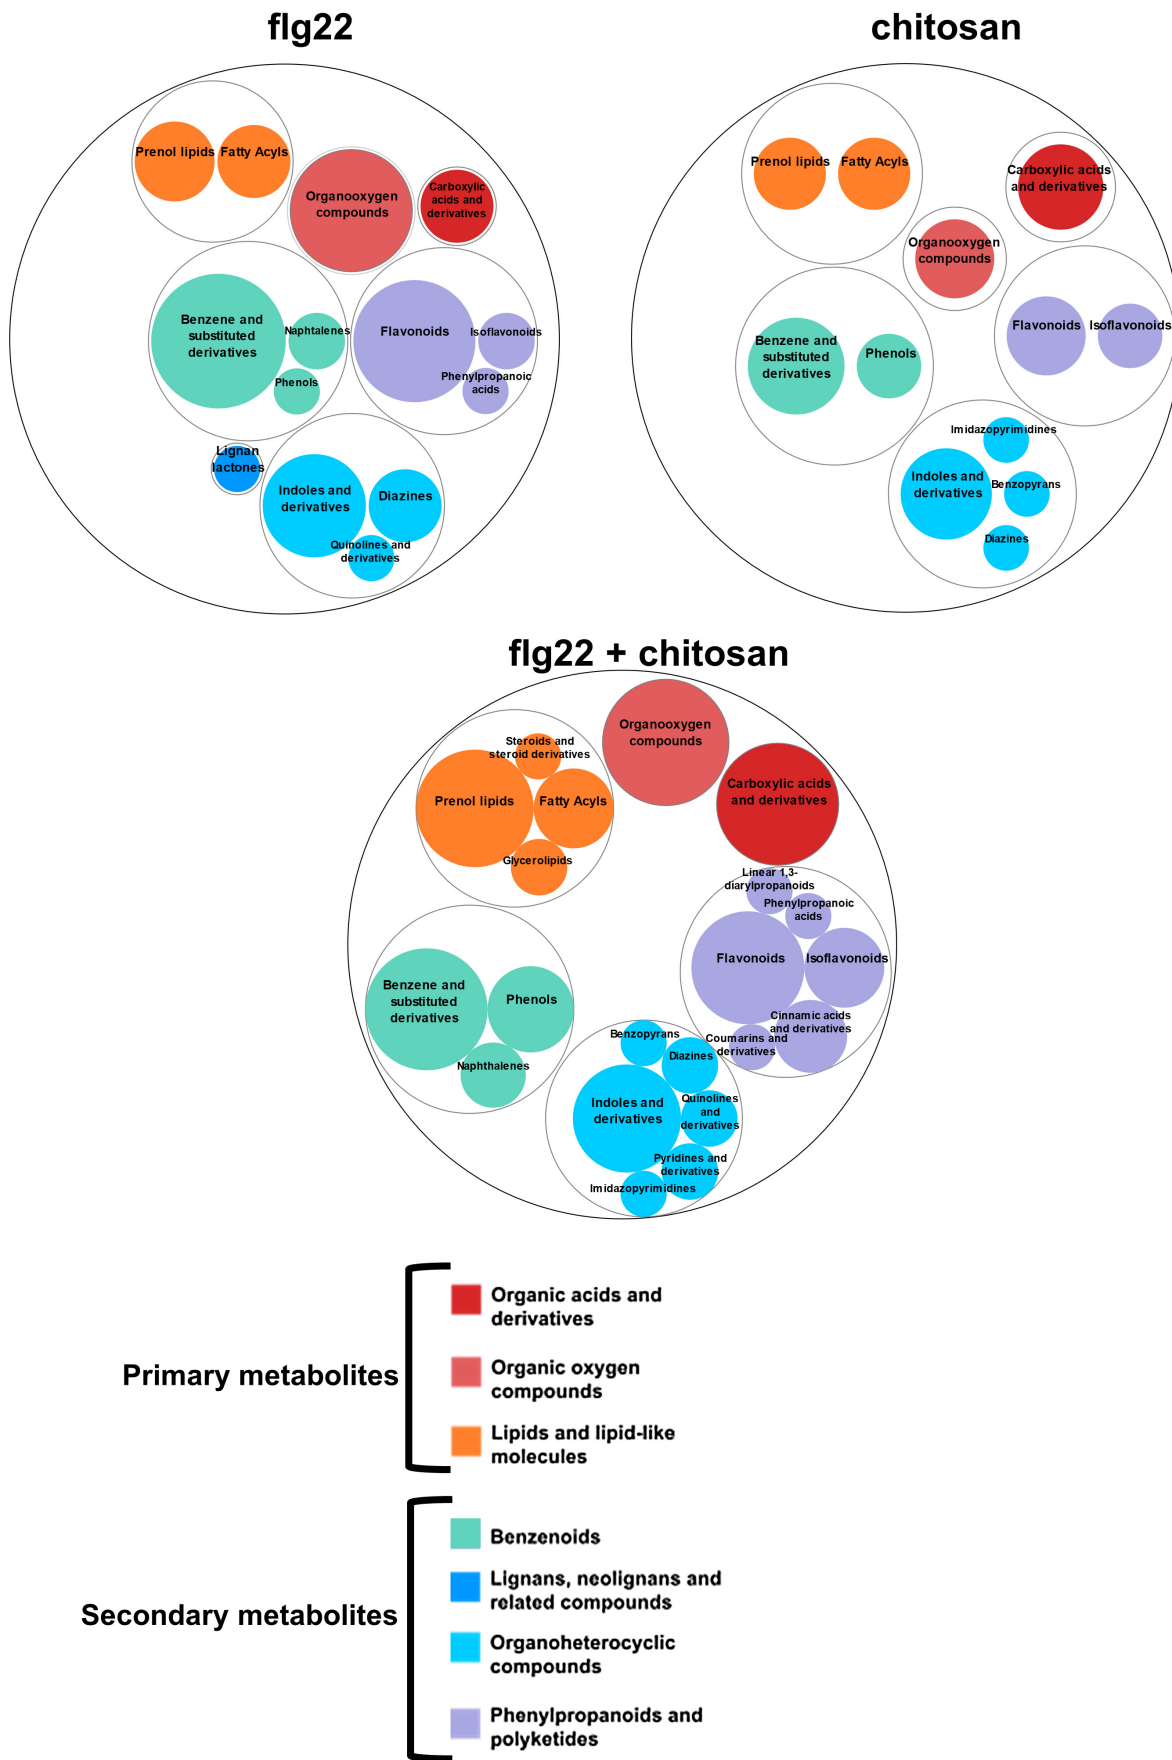 flg22
Prenol lipids
Fatty Acyls
Organooxygen
compounds
Carboxylic
acids and
derivatives
Benzene and
substituted
derivatives
Naphtalenes
Phenols
Flavonoids
Isoflavonoids
Phenylpropanoic
acids
Lignan
lactones
Indoles and
derivatives
Diazines
Quinolines and
derivatives
chitosan
Prenol lipids
Fatty Acyls
Carboxylic acids
and derivatives
Organooxygen
compounds
Benzene and
substituted
derivatives
Phenols
Flavonoids
Isoflavonoids
Imidazopyrimidines
Indoles and
derivatives
Benzopyrans
Diazines
flg22 + chitosan
Organooxygen
compounds
Steroids and
steroid derivatives
Prenol lipids
Fatty Acyls
Glycerolipids
Carboxylic acids
and derivatives
Linear 1,3-
diarylpropanoids
Phenylpropanoic
acids
Flavonoids
Isoflavonoids
Cinnamic acids
and derivatives
Coumarins and
derivatives
Benzene and
substituted
derivatives
Phenols
Naphthalenes
Benzopyrans
Diazines
Indoles and
derivatives
Quinolines
and
derivatives
Pyridines and
derivatives
Imidazopyrimidines
Primary metabolites
Organic acids and
derivatives
Organic oxygen
compounds
Lipids and lipid-like
molecules
Secondary metabolites
Benzenoids
Lignans, neolignans and
related compounds
Organoheterocyclic
compounds
Phenylpropanoids and
polyketides